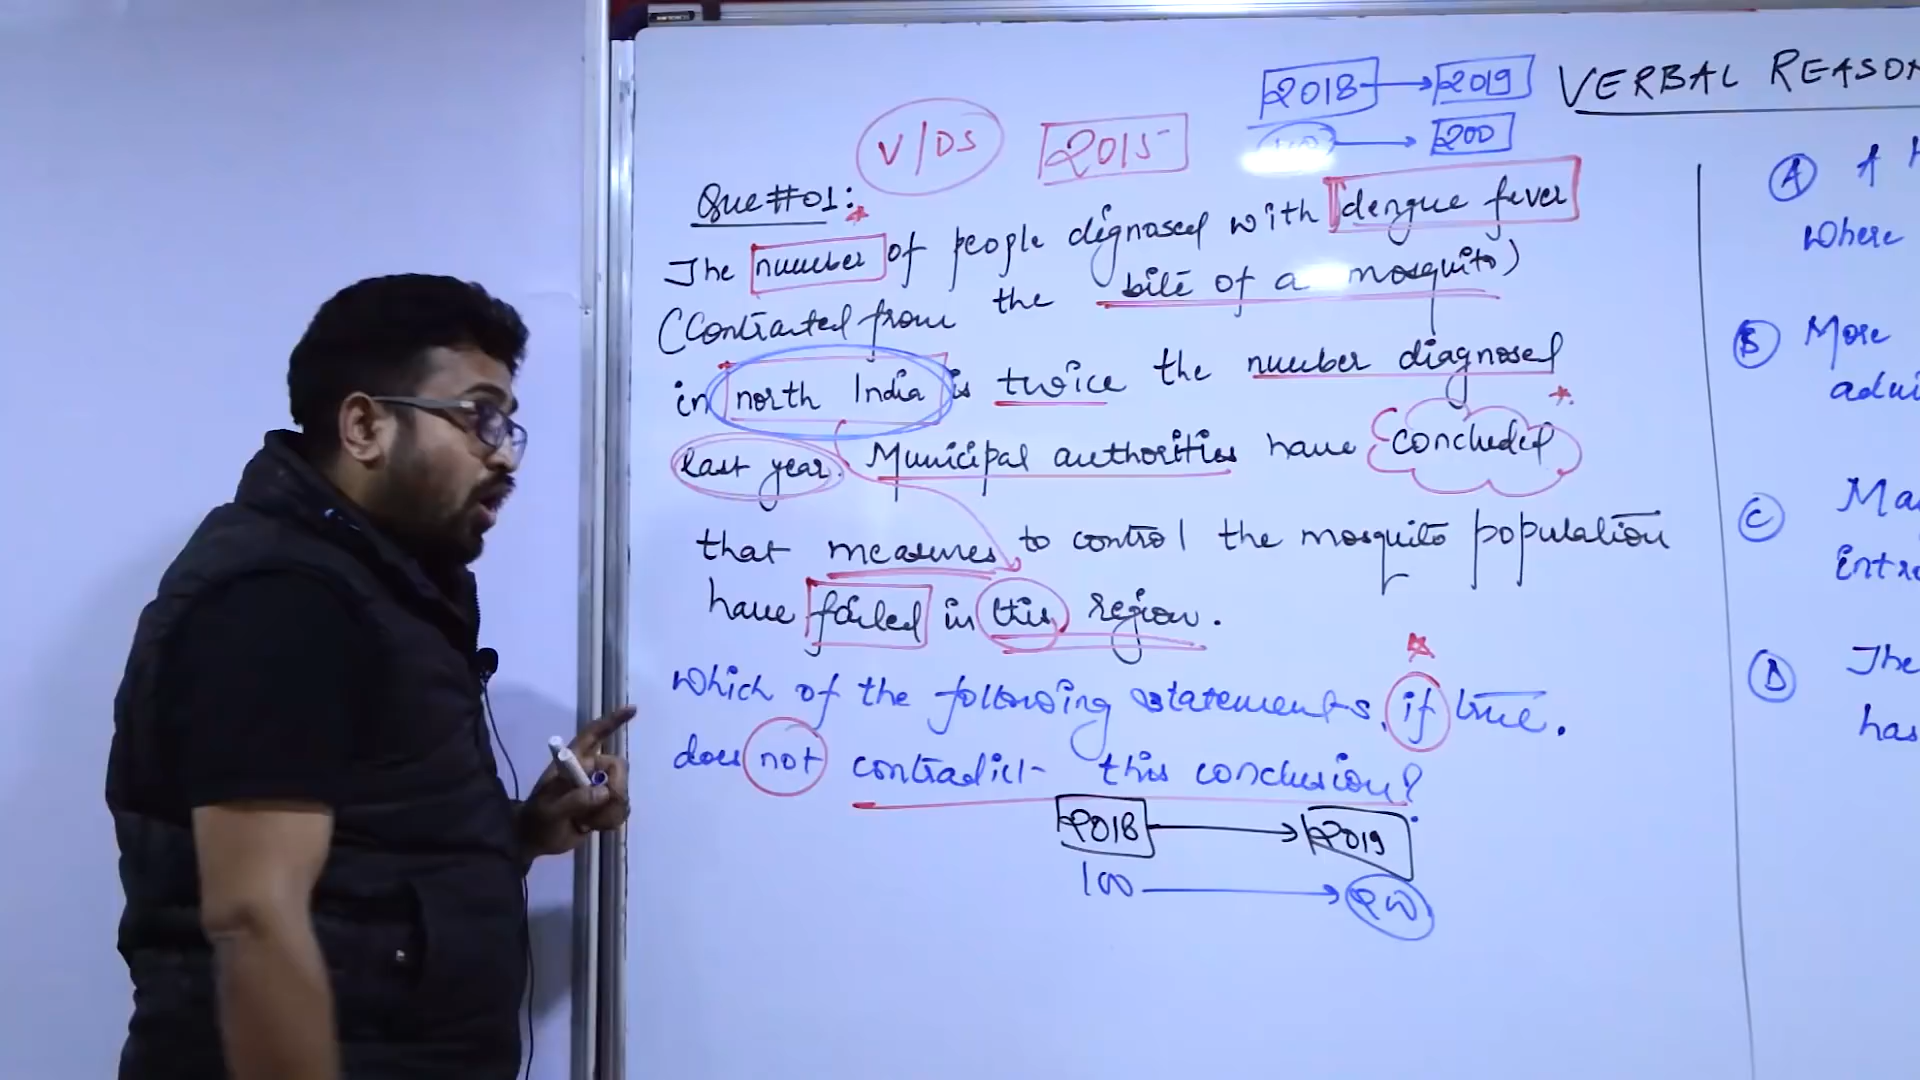 2018 → 2019
200
VERBAL REASON
V/DS
2015
Que#01:
The number of people dignosed with dengue fever
(Contracted from the bite of a mosquito)
in north India is twice the number diagnosed
last year. Municipal authorities have concluded
that measures to control the mosquito population
have failed in this region.
Which of the following statements, if true.
does not contradict this conclusion?
2018 → 2019
100 → 200
A
Where
B More
C
D The
has